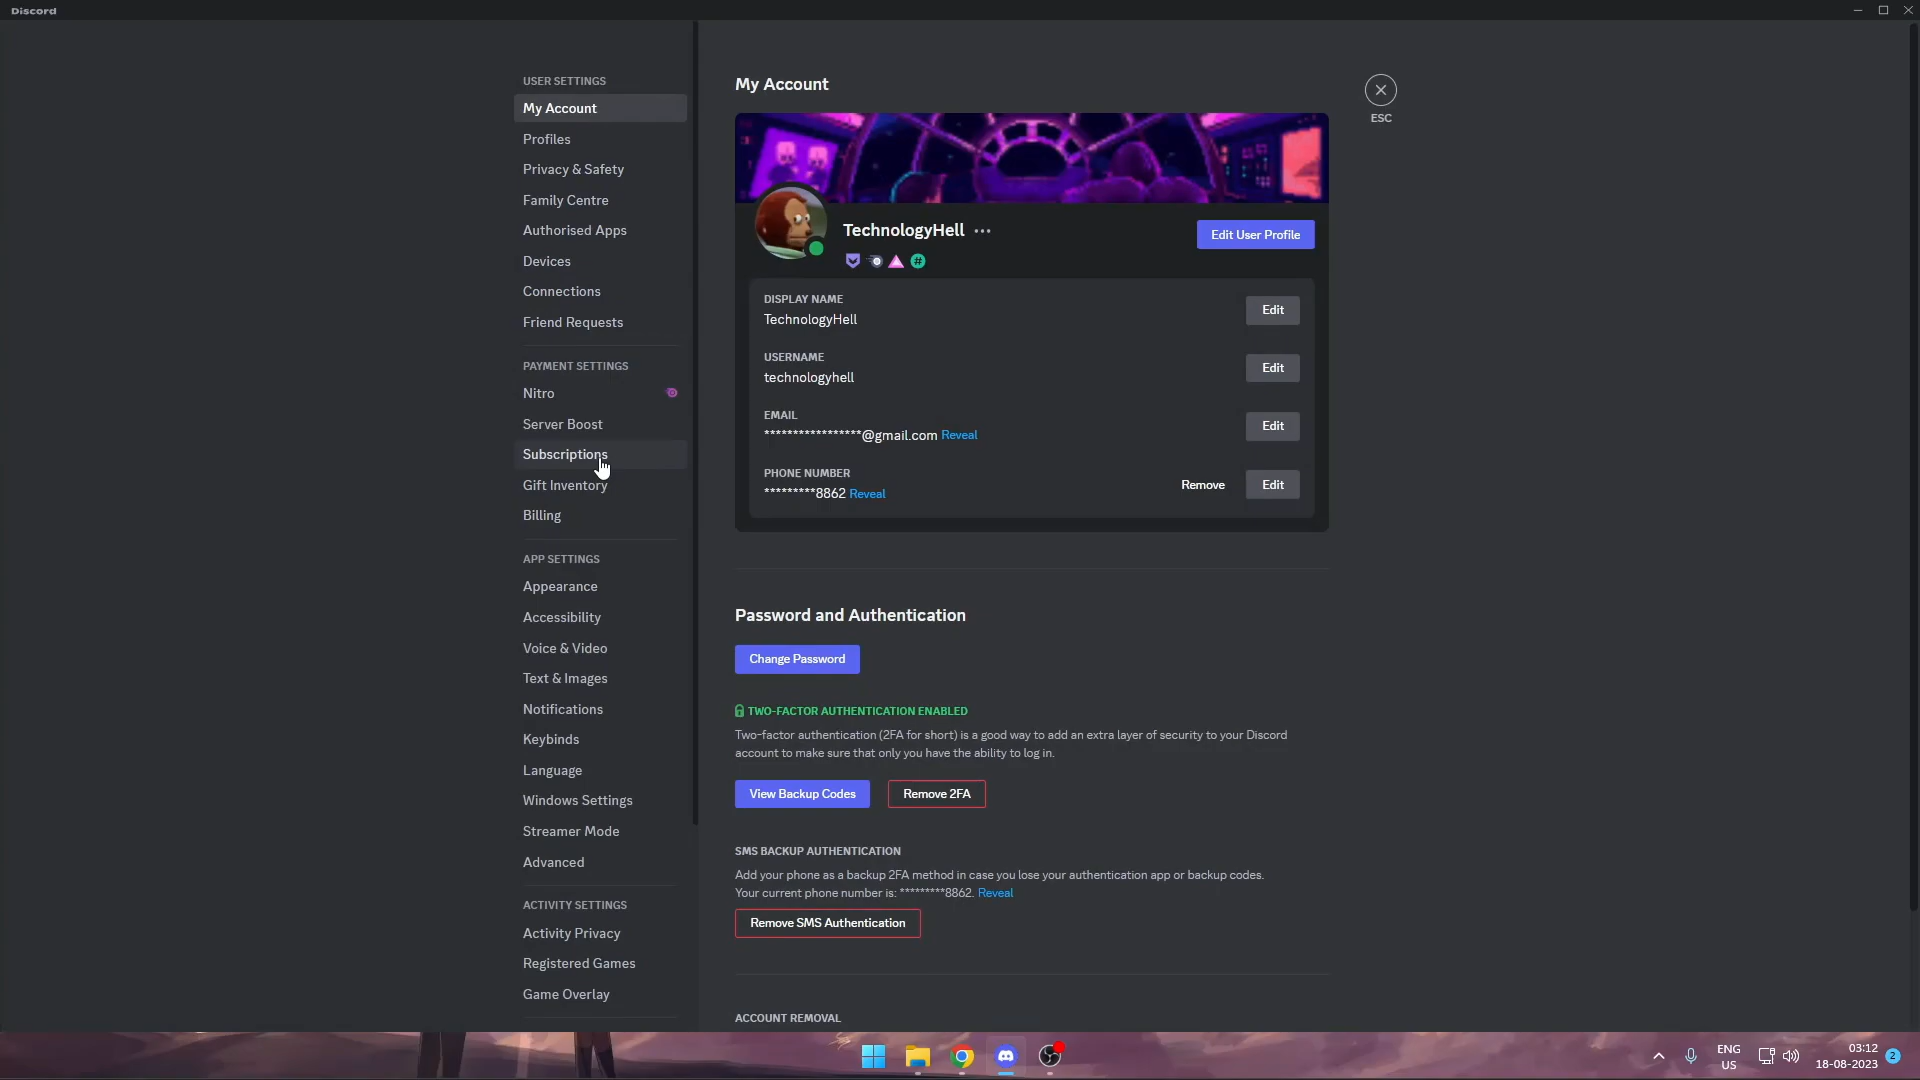 Discord
USER SETTINGS
My Account
Profiles
Privacy & Safety
Family Centre
Authorised Apps
Devices
Connections
Friend Requests
PAYMENT SETTINGS
Nitro
Server Boost
Subscriptions
Gift Inventory
Billing
APP SETTINGS
Appearance
Accessibility
Voice & Video
Text & Images
Notifications
Keybinds
Language
Windows Settings
Streamer Mode
Advanced
ACTIVITY SETTINGS
Activity Privacy
Registered Games
Game Overlay
My Account
ESC
TechnologyHell
Edit User Profile
#
DISPLAY NAME
TechnologyHell
Edit
USERNAME
technologyhell
Edit
EMAIL
*****************@gmail.com Reveal
Edit
PHONE NUMBER
*********8862 Reveal
Remove
Edit
Password and Authentication
Change Password
TWO-FACTOR AUTHENTICATION ENABLED
Two-factor authentication (2FA for short) is a good way to add an extra layer of security to your Discord
account to make sure that only you have the ability to log in.
View Backup Codes
Remove 2FA
SMS BACKUP AUTHENTICATION
Add your phone as a backup 2FA method in case you lose your authentication app or backup codes.
Your current phone number is: *********8862. Reveal
Remove SMS Authentication
ACCOUNT REMOVAL
ENG
US
03:12
18-08-2023
2